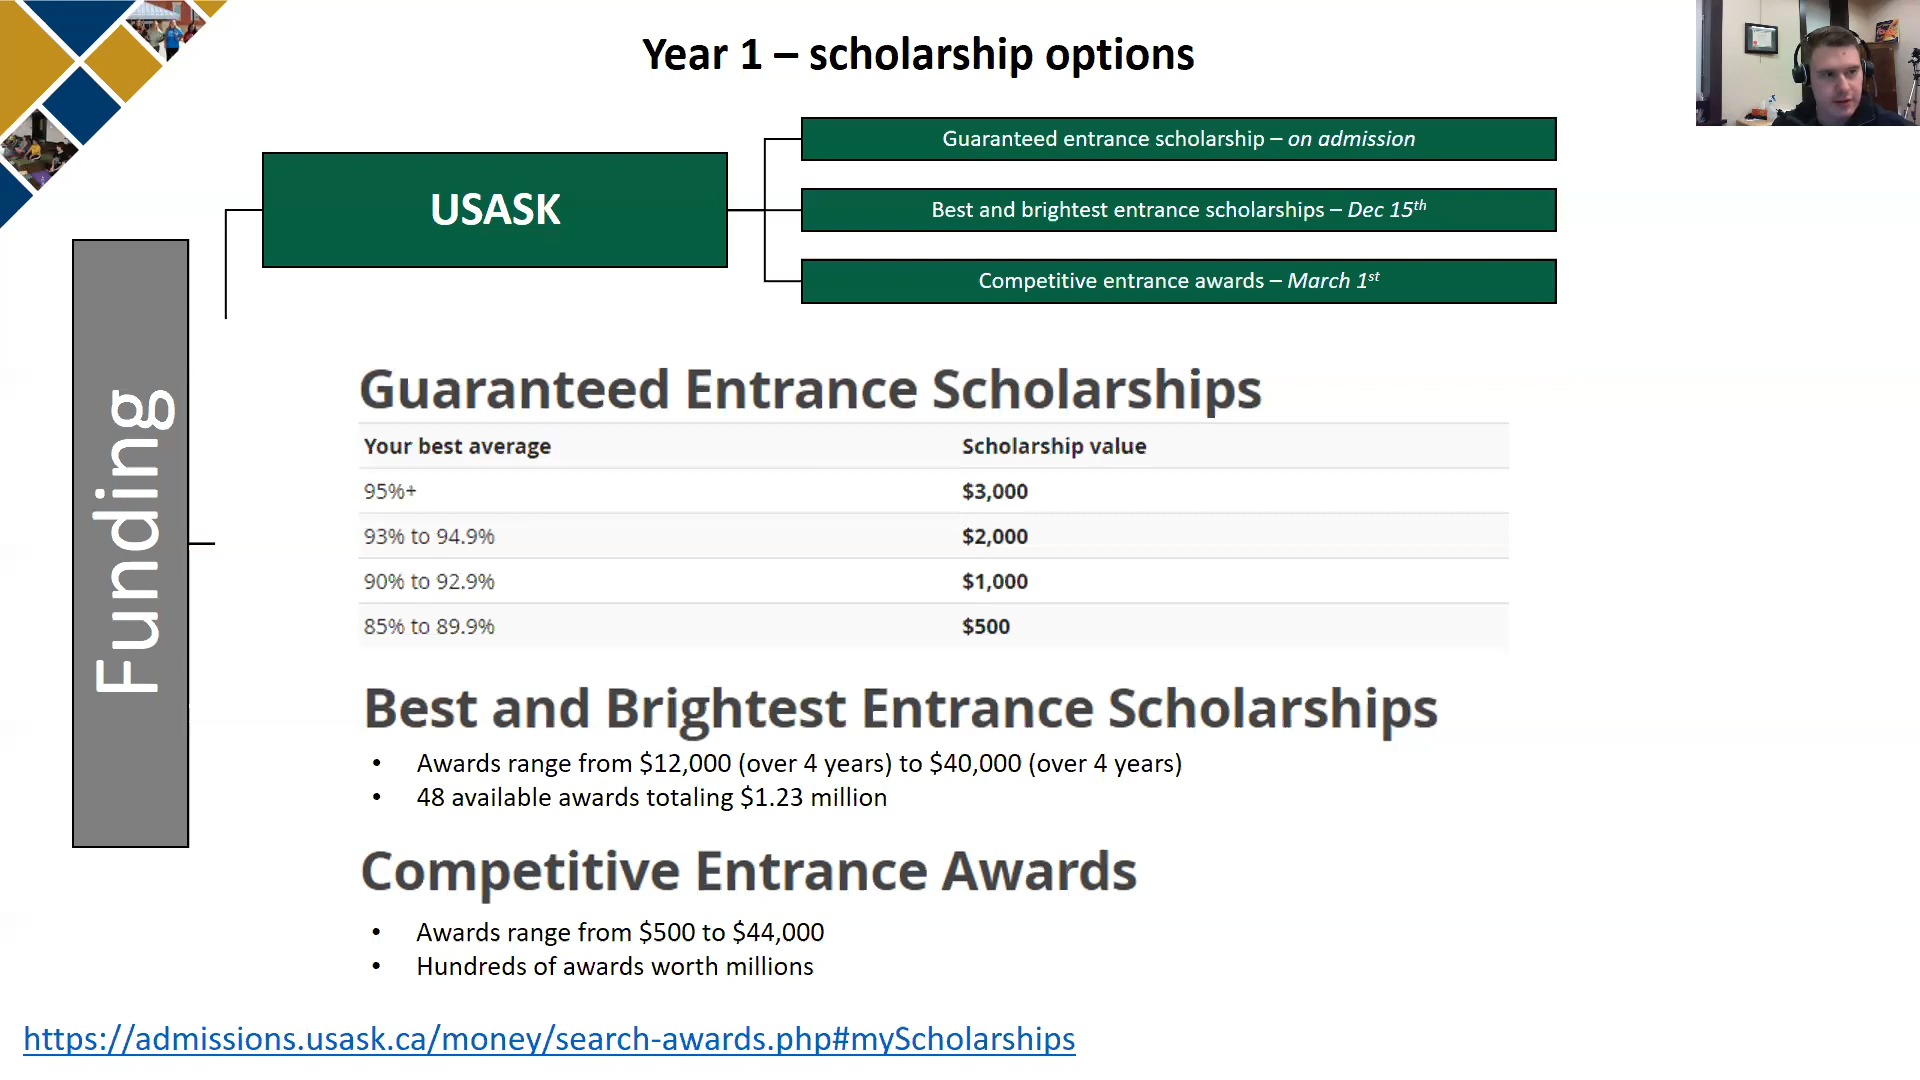 Year 1 – scholarship options
USASK
Guaranteed entrance scholarship – on admission
Best and brightest entrance scholarships – Dec 15th
Competitive entrance awards – March 1st
Funding
Guaranteed Entrance Scholarships
Your best average Scholarship value
95%+ $3,000
93% to 94.9% $2,000
90% to 92.9% $1,000
85% to 89.9% $500
Best and Brightest Entrance Scholarships
• Awards range from $12,000 (over 4 years) to $40,000 (over 4 years)
• 48 available awards totaling $1.23 million
Competitive Entrance Awards
• Awards range from $500 to $44,000
• Hundreds of awards worth millions
https://admissions.usask.ca/money/search-awards.php#myScholarships